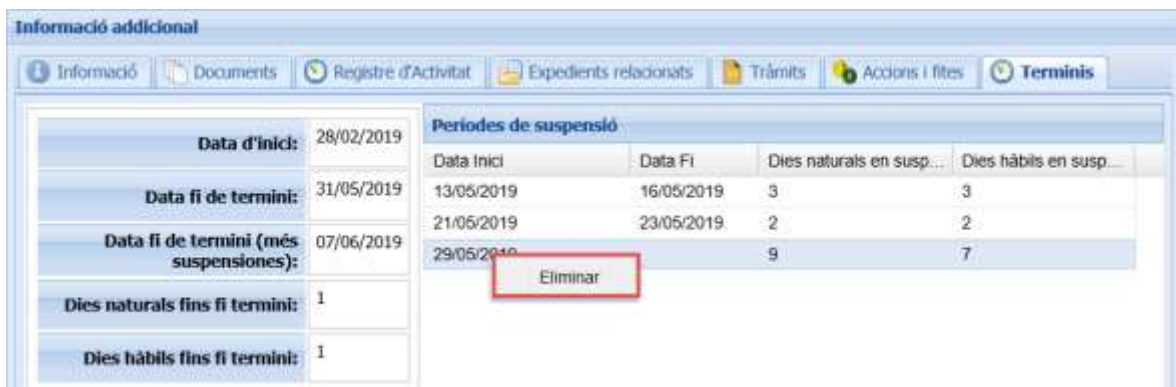 Informació addicional
Informació Documents Registre d'Activitat Expedients relacionats Tràmits Accions i fites Terminis
Data d'inici: 28/02/2019
Data fi de termini: 31/05/2019
Data fi de termini (més
suspensiones): 07/06/2019
Dies naturals fins fi termini: 1
Dies hàbils fins fi termini: 1
Períodes de suspensió
Data Inici Data Fi Dies naturals en susp... Dies hàbils en susp...
13/05/2019 16/05/2019 3 3
21/05/2019 23/05/2019 2 2
29/05/2019 9 7
Eliminar